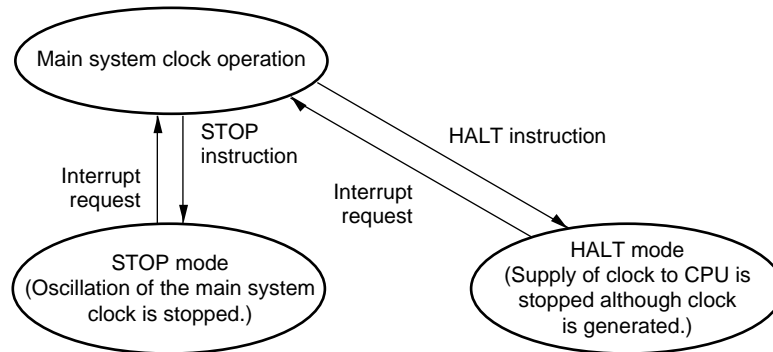 Main system clock operation
STOP
instruction
HALT instruction
Interrupt
request
Interrupt
request
STOP mode
(Oscillation of the main system
clock is stopped.)
HALT mode
(Supply of clock to CPU is
stopped although clock
is generated.)